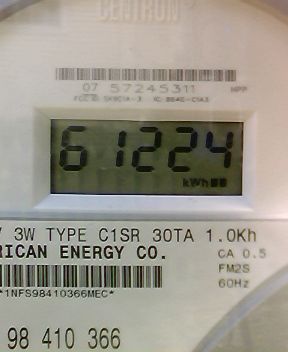 CENTRON
07 57245311
61224
kWh
3W TYPE C1SR 30TA 1.0Kh
RICAN ENERGY CO.
CA 0.5
FM2S
60Hz
*1NFS98410366MEC*
98 410 366